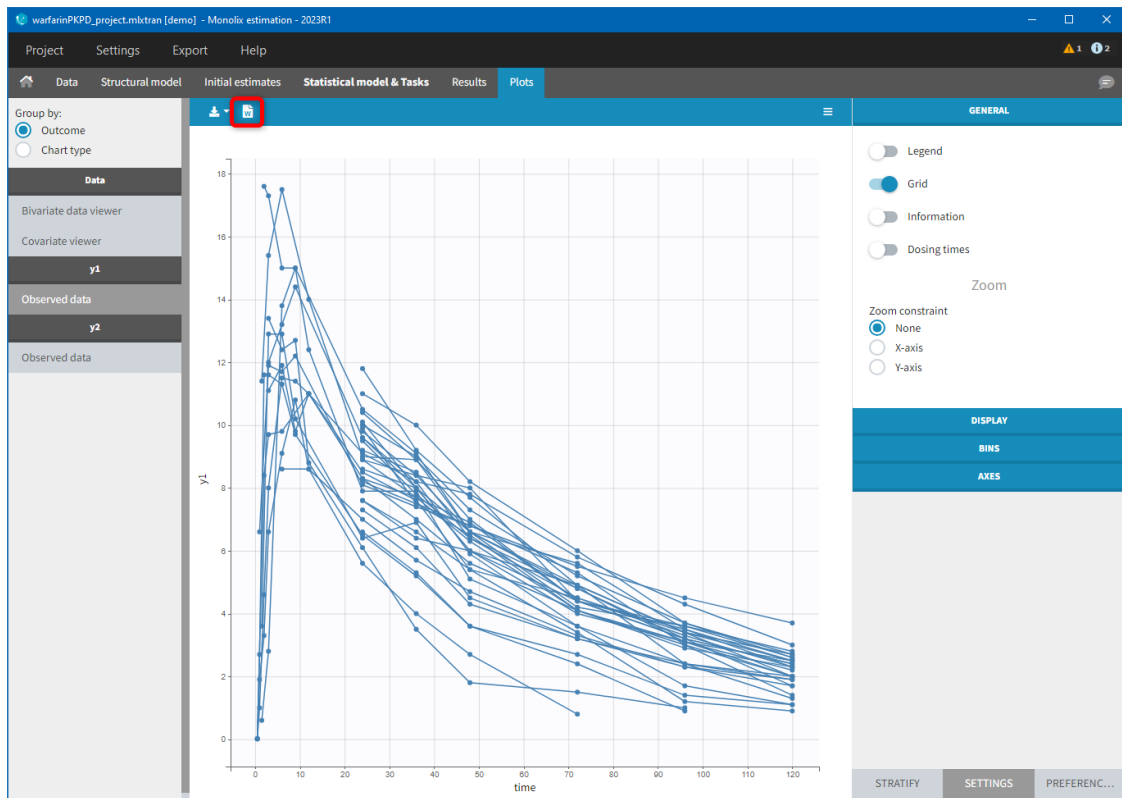 warfarinPKPD_project.mlxtran [demo] - Monolix estimation - 2023R1
Project Settings Export Help
1 2
Data Structural model Initial estimates Statistical model & Tasks Results Plots
Group by:
Outcome
Chart type
Data
Bivariate data viewer
Covariate viewer
y1
Observed data
y2
Observed data
W
18
16
14
12
10
8
6
4
2
0
y1
0 10 20 30 40 50 60 70 80 90 100 110 120
time
GENERAL
Legend
Grid
Information
Dosing times
Zoom
Zoom constraint
None
X-axis
Y-axis
DISPLAY
BINS
AXES
STRATIFY SETTINGS PREFERENC...